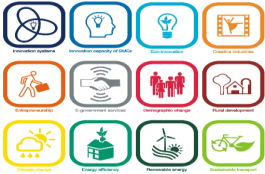 Innovation systems
Innovation capacity of SMEs
Eco-innovation
Creative industries
Entrepreneurship
E-government services
Demographic change
Rural development
Climate change
Energy efficiency
Renewable energy
Sustainable transport